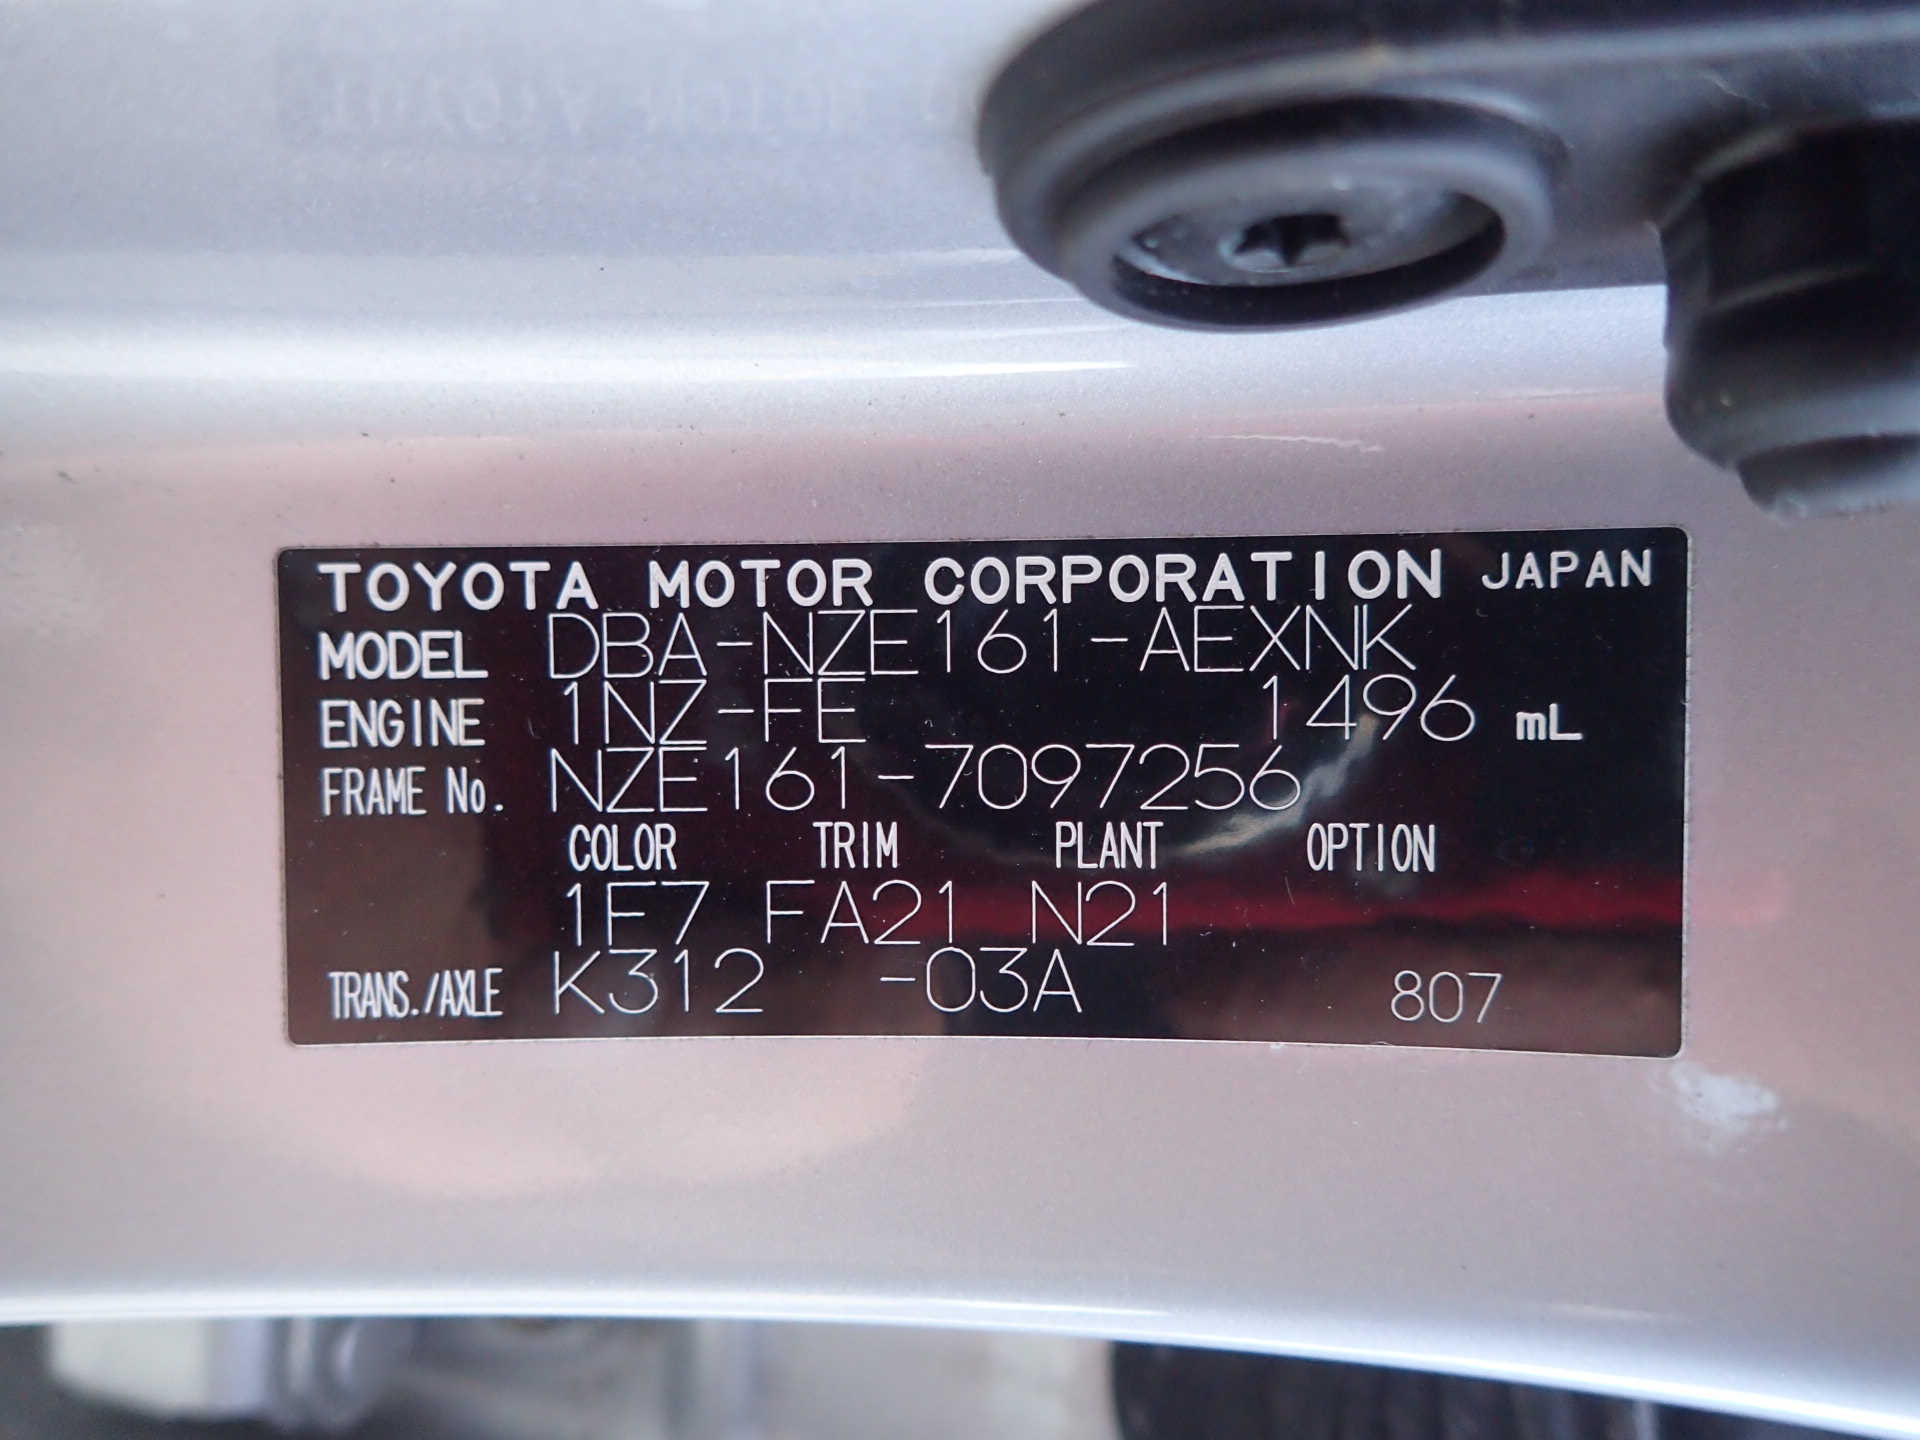 TOYOTA MOTOR CORPORATION JAPAN
MODEL DBA-NZE161-AEXNK
ENGINE 1NZ-FE 1496 mL
FRAME No. NZE161-7097256
COLOR TRIM PLANT OPTION
1F7 FA21 N21
TRANS./AXLE K312 -03A 807